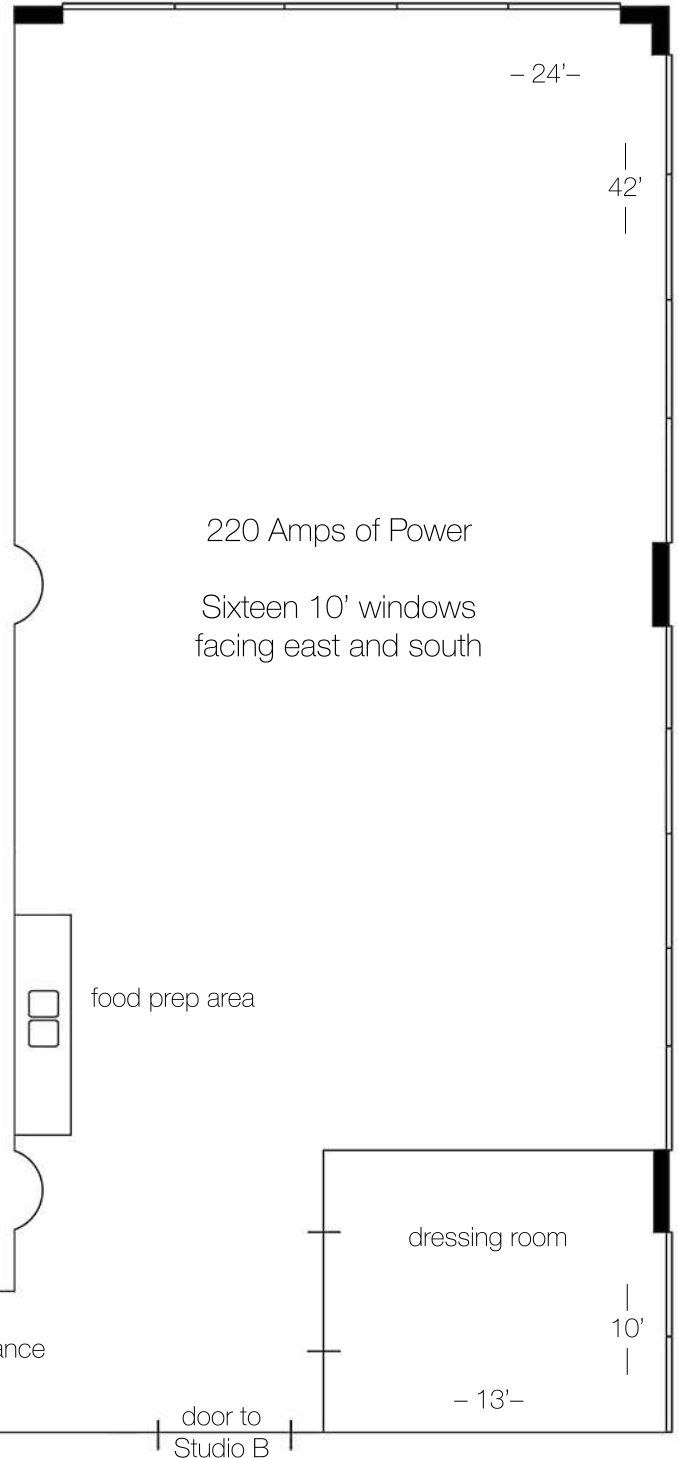 – 24’–
42’
220 Amps of Power
Sixteen 10’ windows
facing east and south
food prep area
dressing room
10’
ance
– 13’–
door to
Studio B